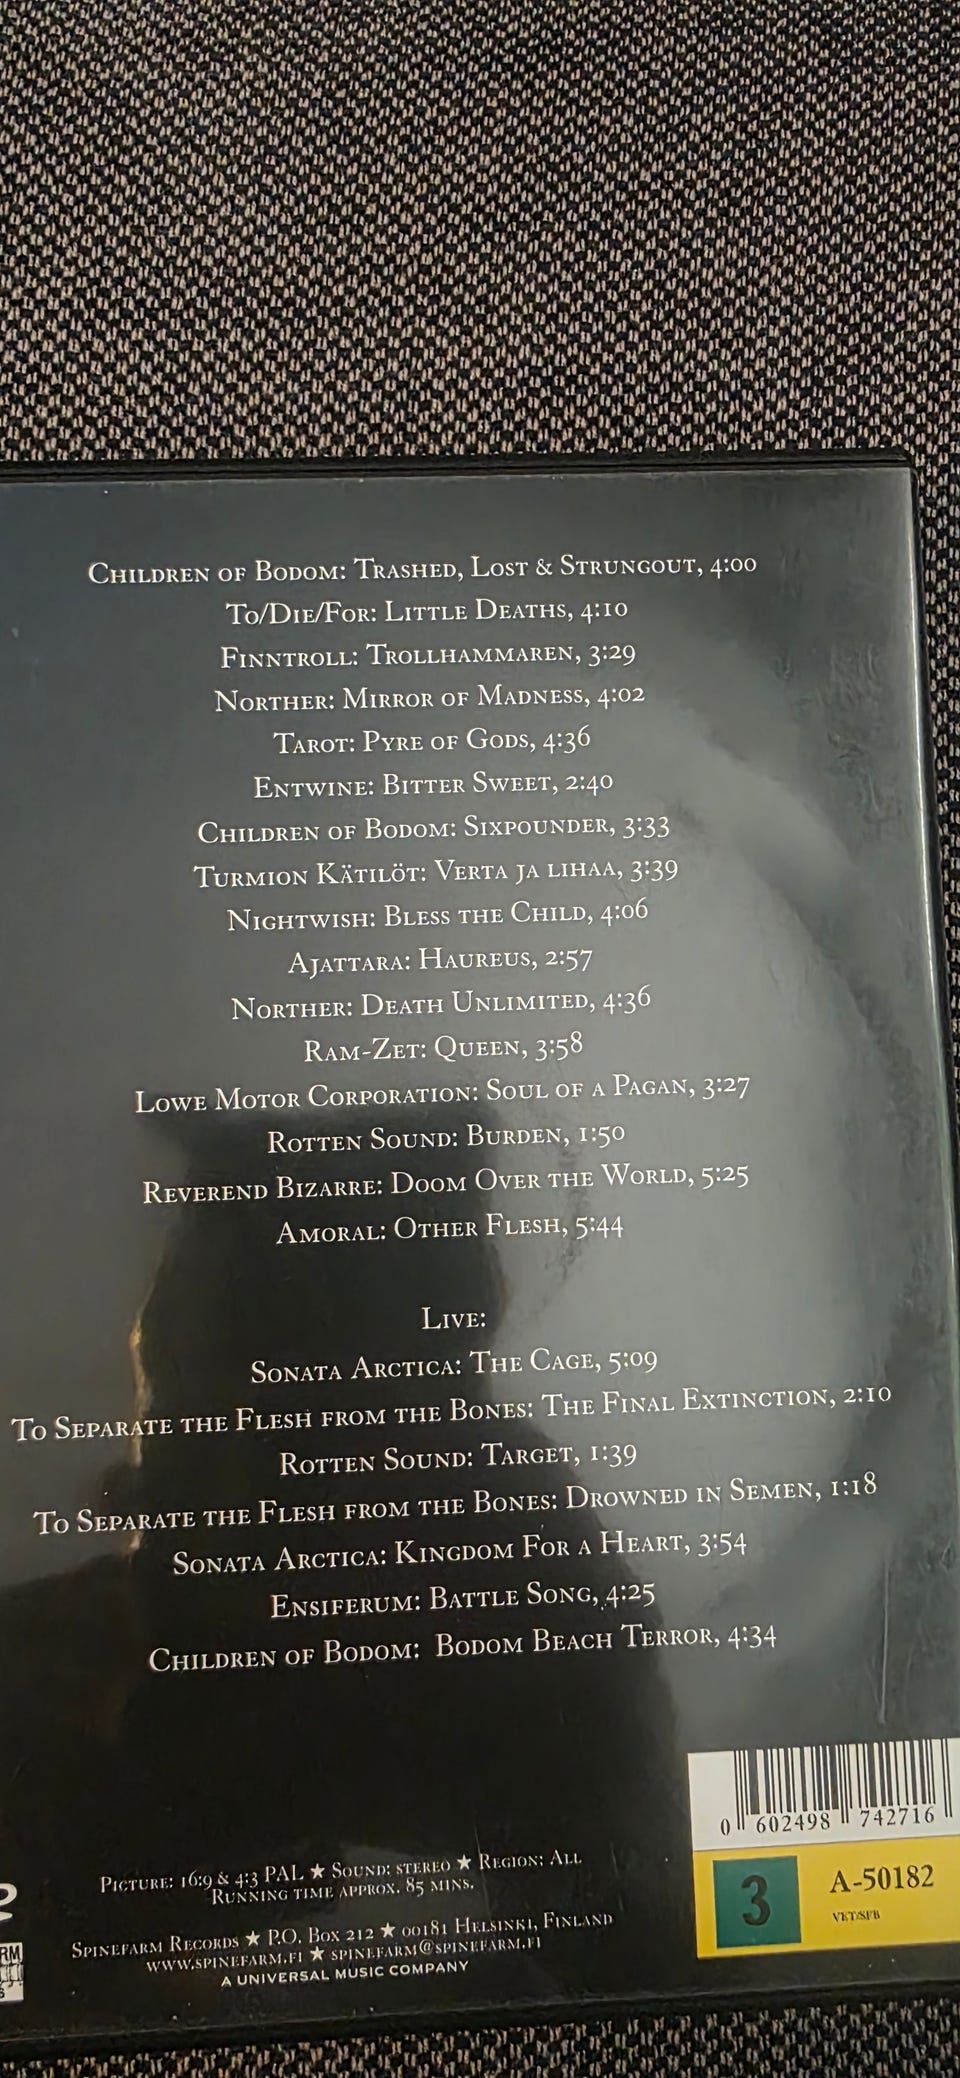 Children of Bodom: Trashed, Lost & Strungout, 4:00
To/Die/For: Little Deaths, 4:10
Finntroll: Trollhammaren, 3:29
Norther: Mirror of Madness, 4:02
Tarot: Pyre of Gods, 4:36
Entwine: Bitter Sweet, 2:40
Children of Bodom: Sixpounder, 3:33
Turmion Kätilöt: Verta ja lihaa, 3:39
Nightwish: Bless the Child, 4:06
Ajattara: Haureus, 2:57
Norther: Death Unlimited, 4:36
Ram-Zet: Queen, 3:58
Lowe Motor Corporation: Soul of a Pagan, 3:27
Rotten Sound: Burden, 1:50
Reverend Bizarre: Doom Over the World, 5:25
Amoral: Other Flesh, 5:44
Live:
Sonata Arctica: The Cage, 5:09
To Separate the Flesh from the Bones: The Final Extinction, 2:10
Rotten Sound: Target, 1:39
To Separate the Flesh from the Bones: Drowned in Semen, 1:18
Sonata Arctica: Kingdom For a Heart, 3:54
Ensiferum: Battle Song, 4:25
Children of Bodom: Bodom Beach Terror, 4:34
0 602498 742716
3 A-50182
VET/SFB
Picture: 16:9 & 4:3 PAL ★ Sound: stereo ★ Region: All
Running time approx. 85 mins.
Spinefarm Records ★ P.O. Box 212 ★ 00181 Helsinki, Finland
www.spinefarm.fi ★ spinefarm@spinefarm.fi
A UNIVERSAL MUSIC COMPANY